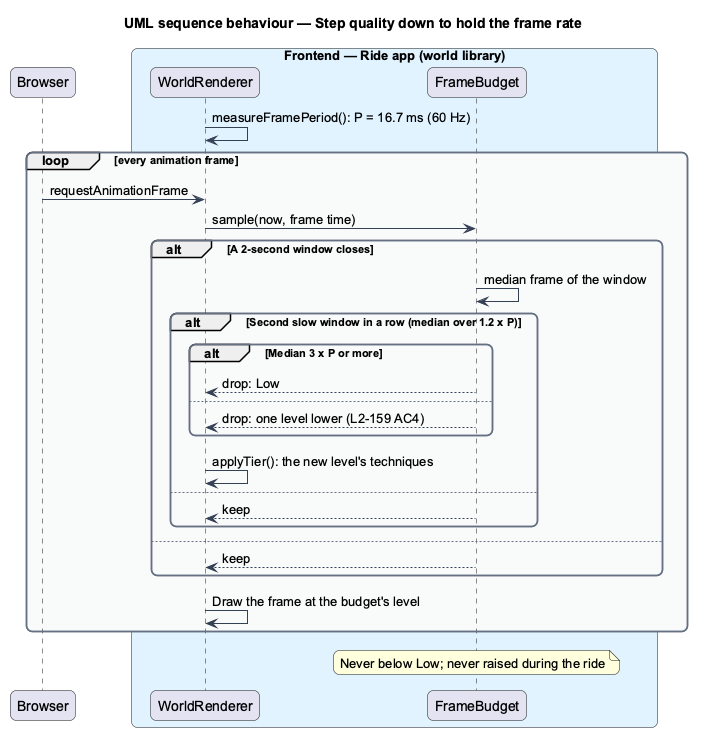 UML sequence behaviour — Step quality down to hold the frame rate
Frontend — Ride app (world library)
Browser
WorldRenderer
FrameBudget
measureFramePeriod(): P = 16.7 ms (60 Hz)
loop
[every animation frame]
requestAnimationFrame
sample(now, frame time)
alt
[A 2-second window closes]
median frame of the window
alt
[Second slow window in a row (median over 1.2 x P)]
alt
[Median 3 x P or more]
drop: Low
drop: one level lower (L2-159 AC4)
applyTier(): the new level's techniques
keep
keep
Draw the frame at the budget's level
Never below Low; never raised during the ride
Browser
WorldRenderer
FrameBudget